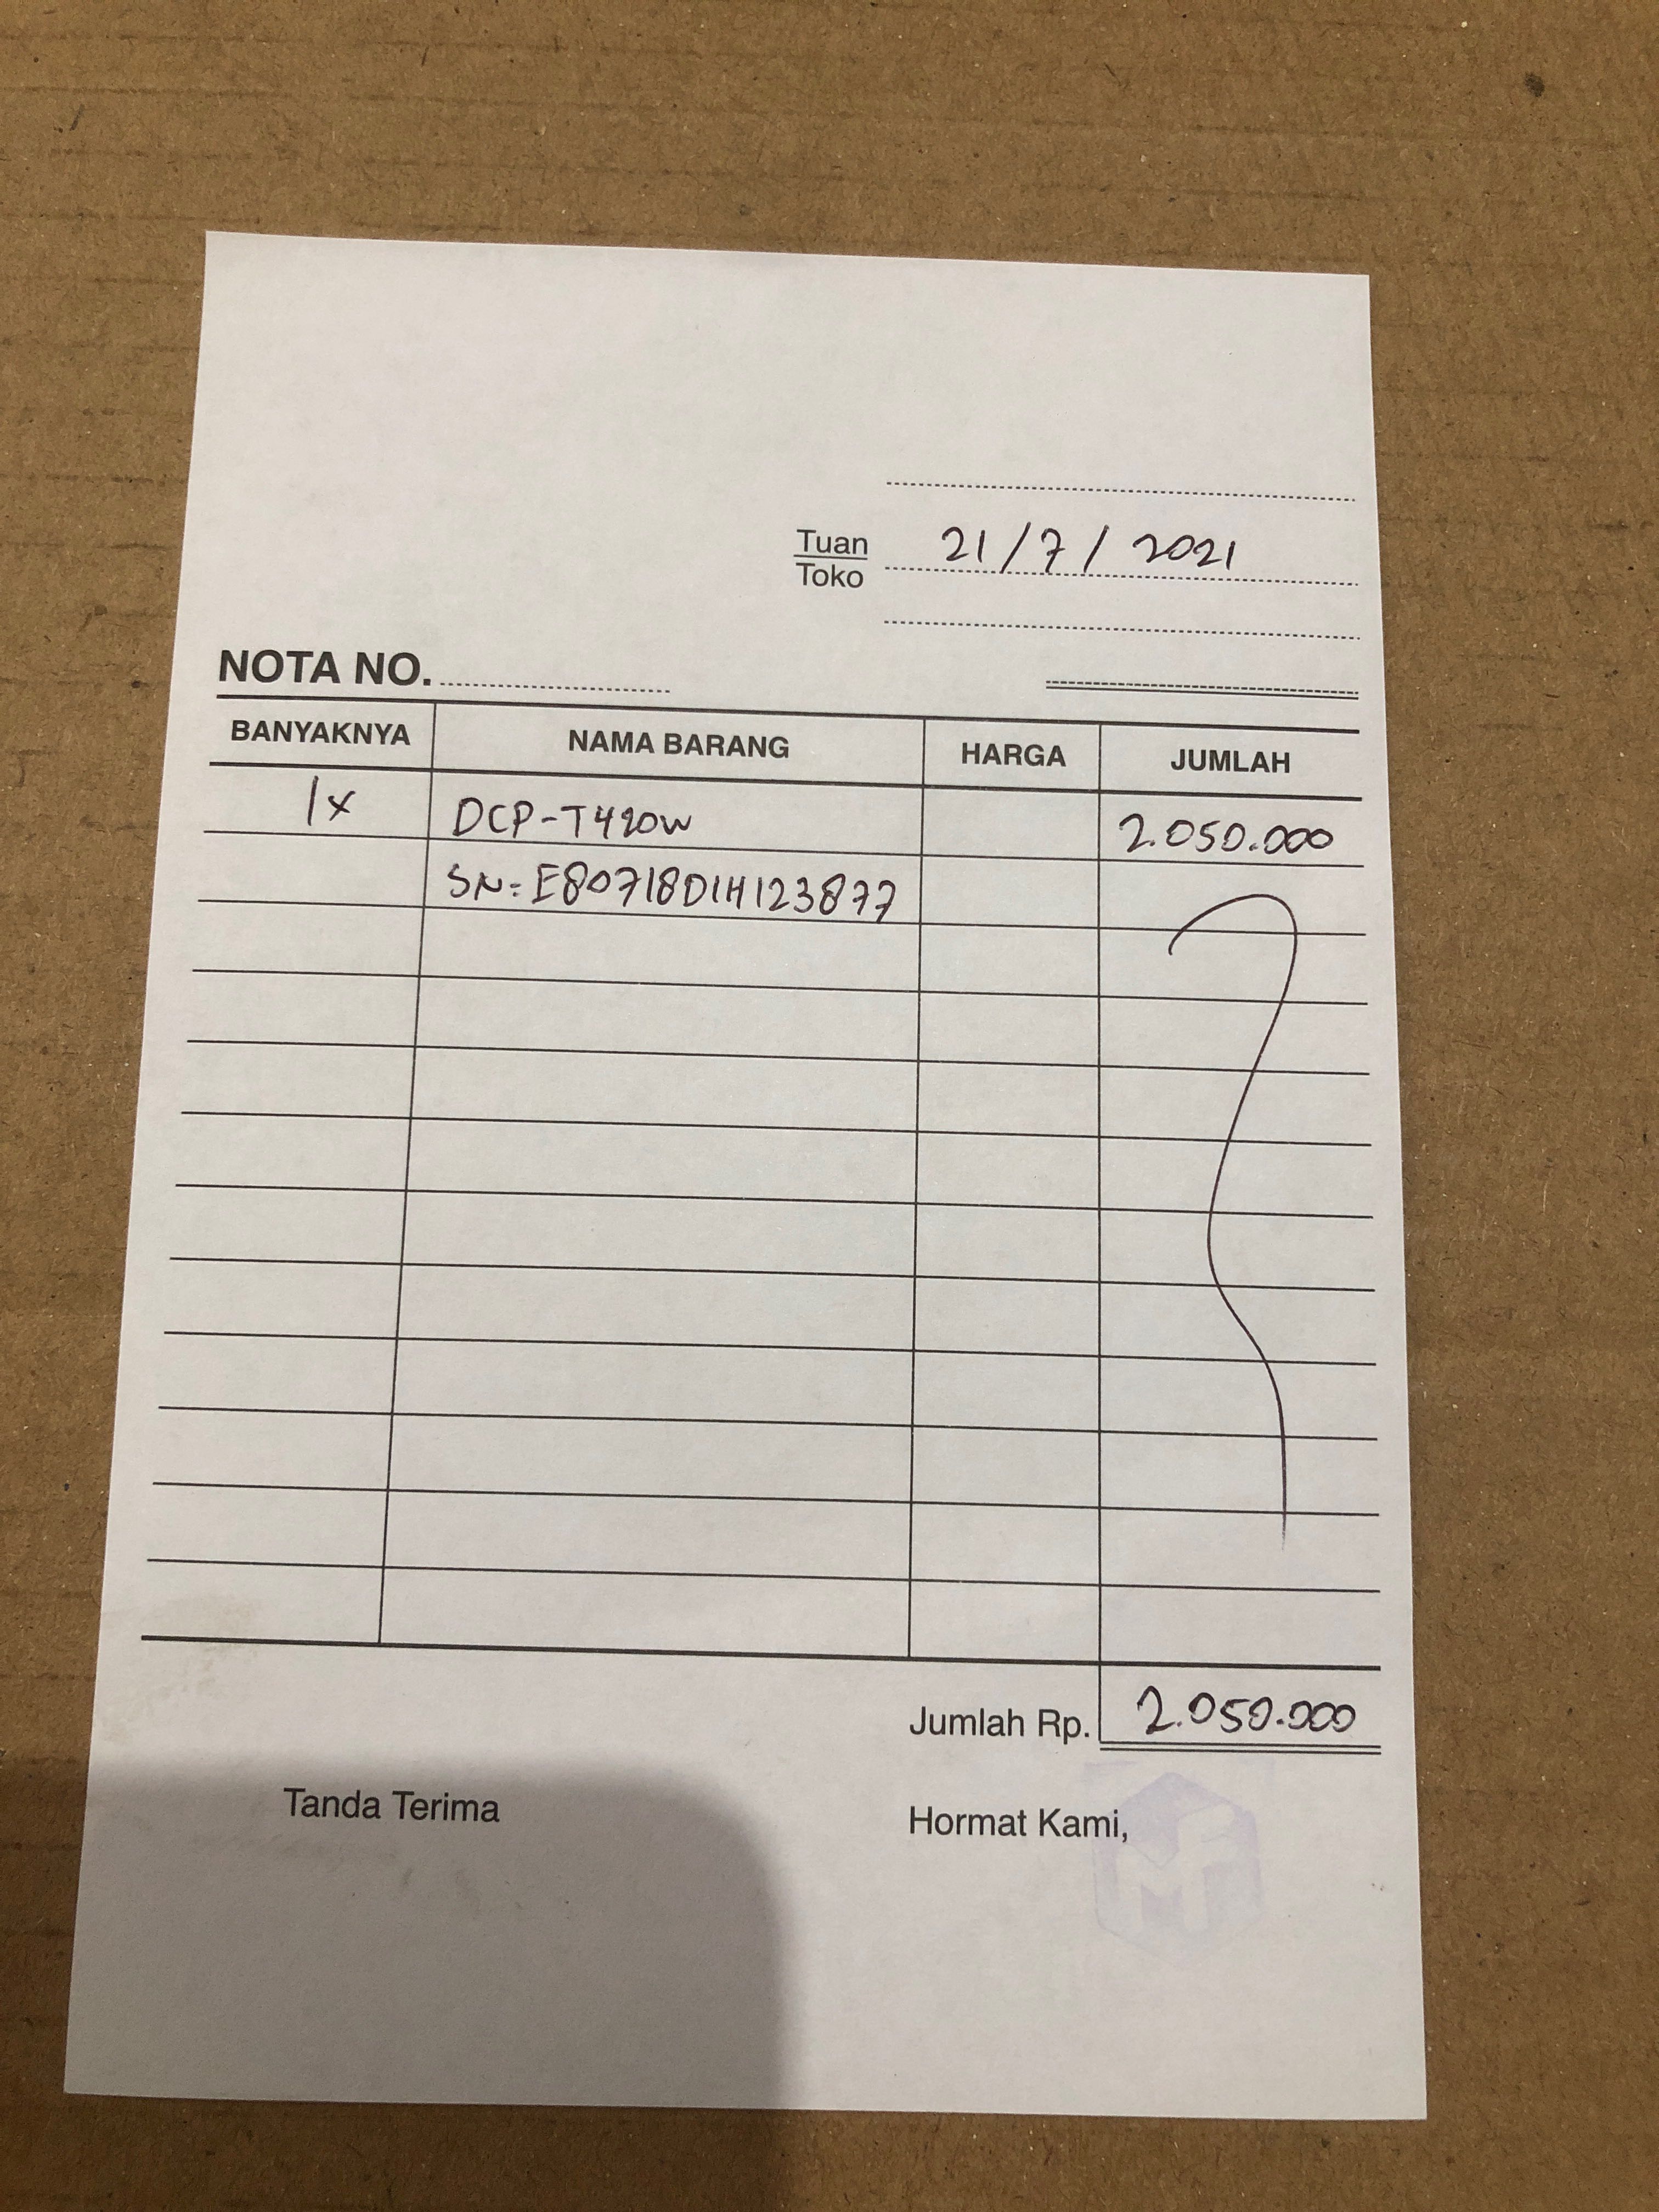 Tuan
Toko
21/7/2021
NOTA NO.
BANYAKNYA NAMA BARANG HARGA JUMLAH
1x DCP-T420W 2.050.000
SN: E80718D1H123877
Jumlah Rp. 2.050.000
Tanda Terima Hormat Kami,
MF